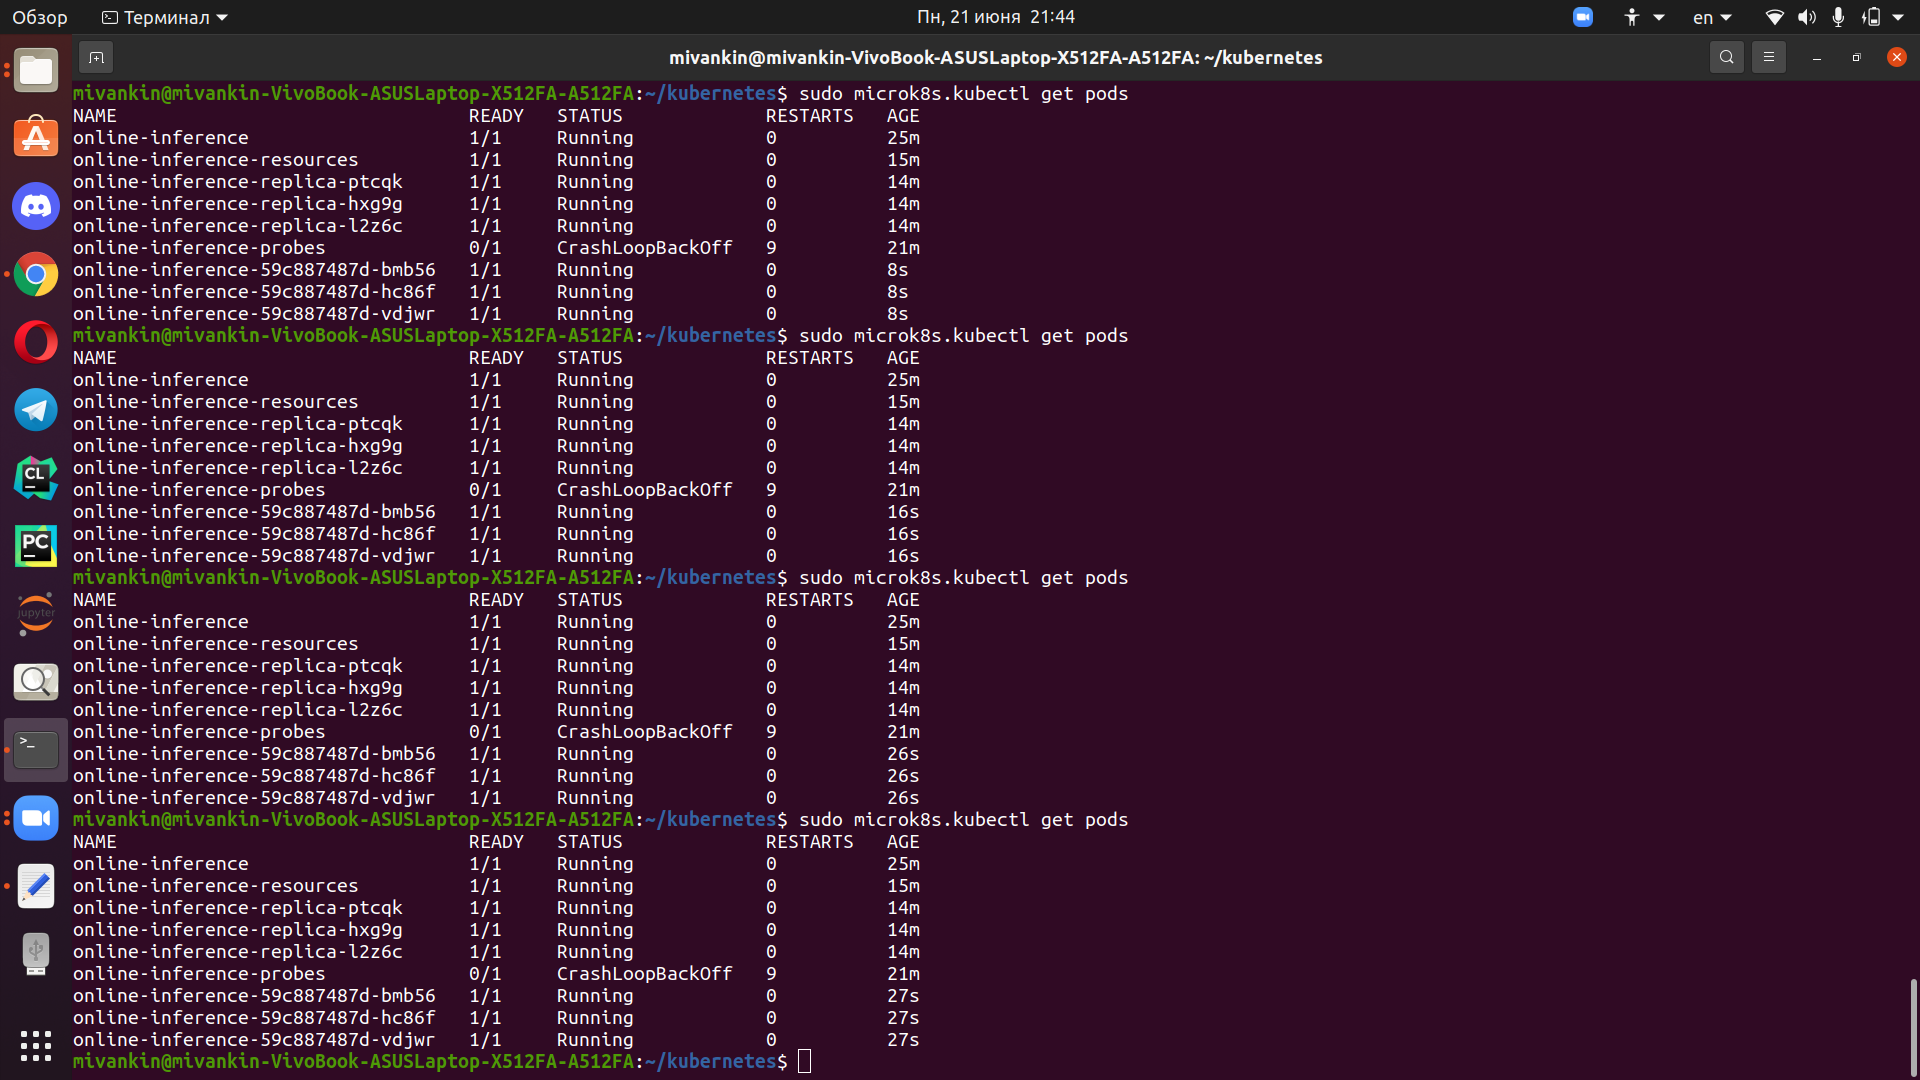 Обзор Терминал Пн, 21 июня 21:44 en
mivankin@mivankin-VivoBook-ASUSLaptop-X512FA-A512FA: ~/kubernetes
mivankin@mivankin-VivoBook-ASUSLaptop-X512FA-A512FA:~/kubernetes$ sudo microk8s.kubectl get pods
NAME READY STATUS RESTARTS AGE
online-inference 1/1 Running 0 25m
online-inference-resources 1/1 Running 0 15m
online-inference-replica-ptcqk 1/1 Running 0 14m
online-inference-replica-hxg9g 1/1 Running 0 14m
online-inference-replica-l2z6c 1/1 Running 0 14m
online-inference-probes 0/1 CrashLoopBackOff 9 21m
online-inference-59c887487d-bmb56 1/1 Running 0 8s
online-inference-59c887487d-hc86f 1/1 Running 0 8s
online-inference-59c887487d-vdjwr 1/1 Running 0 8s
mivankin@mivankin-VivoBook-ASUSLaptop-X512FA-A512FA:~/kubernetes$ sudo microk8s.kubectl get pods
NAME READY STATUS RESTARTS AGE
online-inference 1/1 Running 0 25m
online-inference-resources 1/1 Running 0 15m
online-inference-replica-ptcqk 1/1 Running 0 14m
online-inference-replica-hxg9g 1/1 Running 0 14m
online-inference-replica-l2z6c 1/1 Running 0 14m
online-inference-probes 0/1 CrashLoopBackOff 9 21m
online-inference-59c887487d-bmb56 1/1 Running 0 16s
online-inference-59c887487d-hc86f 1/1 Running 0 16s
online-inference-59c887487d-vdjwr 1/1 Running 0 16s
mivankin@mivankin-VivoBook-ASUSLaptop-X512FA-A512FA:~/kubernetes$ sudo microk8s.kubectl get pods
NAME READY STATUS RESTARTS AGE
online-inference 1/1 Running 0 25m
online-inference-resources 1/1 Running 0 15m
online-inference-replica-ptcqk 1/1 Running 0 14m
online-inference-replica-hxg9g 1/1 Running 0 14m
online-inference-replica-l2z6c 1/1 Running 0 14m
online-inference-probes 0/1 CrashLoopBackOff 9 21m
online-inference-59c887487d-bmb56 1/1 Running 0 26s
online-inference-59c887487d-hc86f 1/1 Running 0 26s
online-inference-59c887487d-vdjwr 1/1 Running 0 26s
mivankin@mivankin-VivoBook-ASUSLaptop-X512FA-A512FA:~/kubernetes$ sudo microk8s.kubectl get pods
NAME READY STATUS RESTARTS AGE
online-inference 1/1 Running 0 25m
online-inference-resources 1/1 Running 0 15m
online-inference-replica-ptcqk 1/1 Running 0 14m
online-inference-replica-hxg9g 1/1 Running 0 14m
online-inference-replica-l2z6c 1/1 Running 0 14m
online-inference-probes 0/1 CrashLoopBackOff 9 21m
online-inference-59c887487d-bmb56 1/1 Running 0 27s
online-inference-59c887487d-hc86f 1/1 Running 0 27s
online-inference-59c887487d-vdjwr 1/1 Running 0 27s
mivankin@mivankin-VivoBook-ASUSLaptop-X512FA-A512FA:~/kubernetes$
CL
PC
jupyter
>_